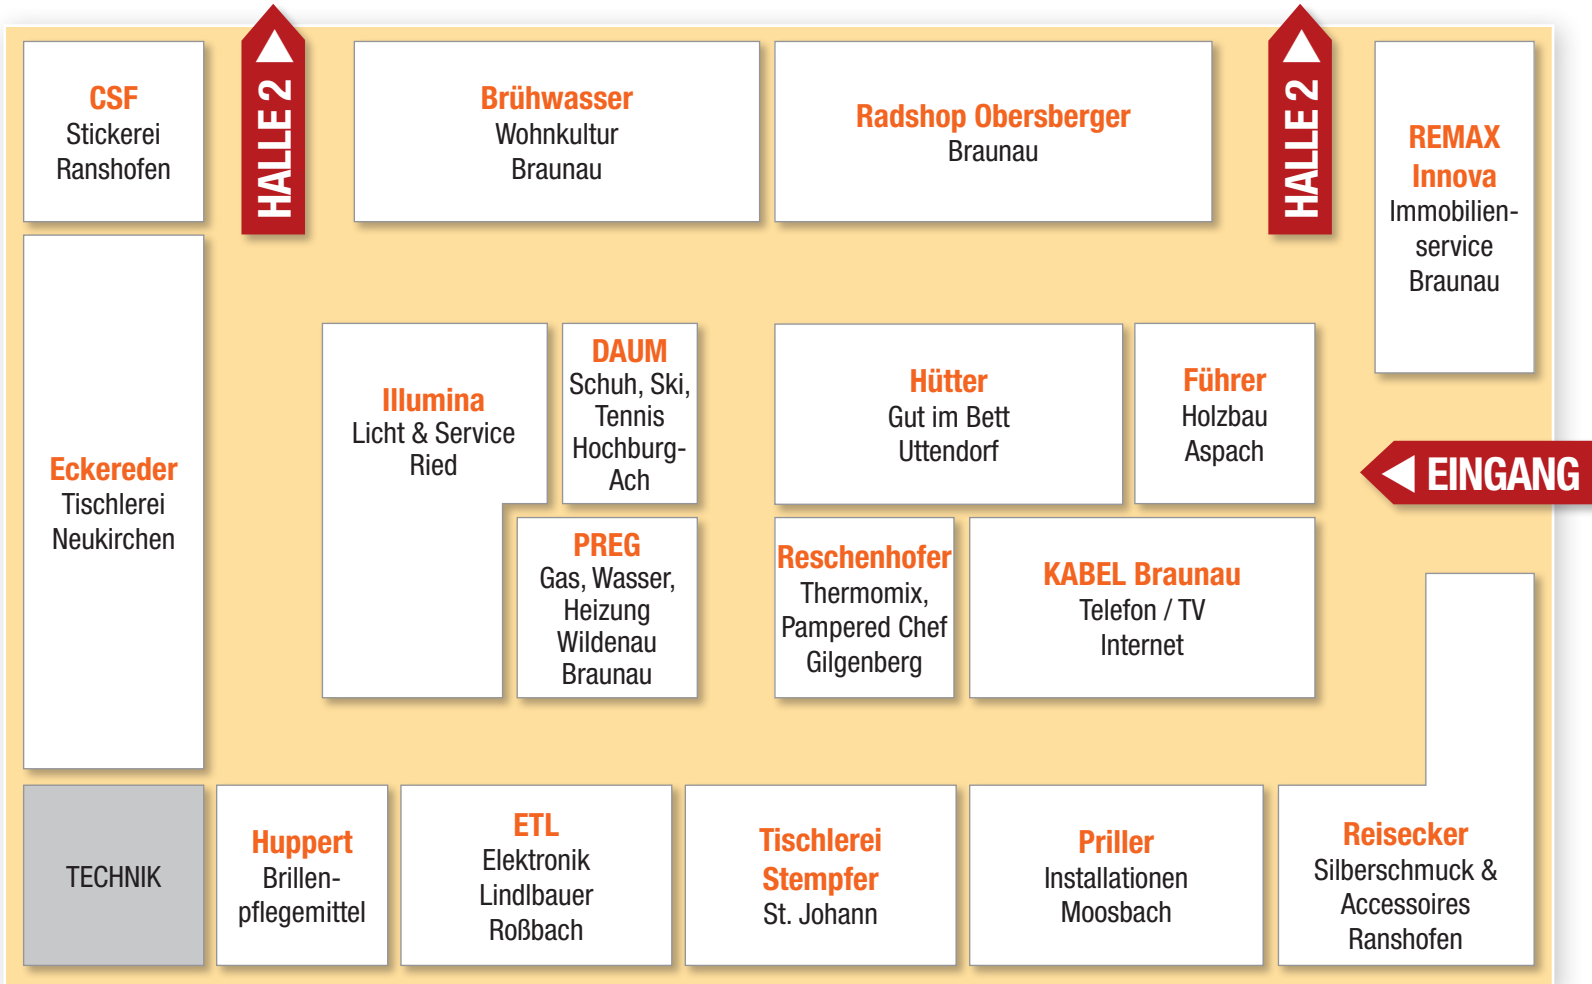 CSF
Stickerei
Ranshofen
HALLE 2
Brühwasser
Wohnkultur
Braunau
Radshop Obersberger
Braunau
HALLE 2
REMAX
Innova
Immobilien-
service
Braunau
Eckereder
Tischlerei
Neukirchen
Illumina
Licht & Service
Ried
DAUM
Schuh, Ski,
Tennis
Hochburg-
Ach
Hütter
Gut im Bett
Uttendorf
Führer
Holzbau
Aspach
EINGANG
PREG
Gas, Wasser,
Heizung
Wildenau
Braunau
Reschenhofer
Thermomix,
Pampered Chef
Gilgenberg
KABEL Braunau
Telefon / TV
Internet
TECHNIK
Huppert
Brillen-
pflegemittel
ETL
Elektronik
Lindlbauer
Roßbach
Tischlerei
Stempfer
St. Johann
Priller
Installationen
Moosbach
Reisecker
Silberschmuck &
Accessoires
Ranshofen